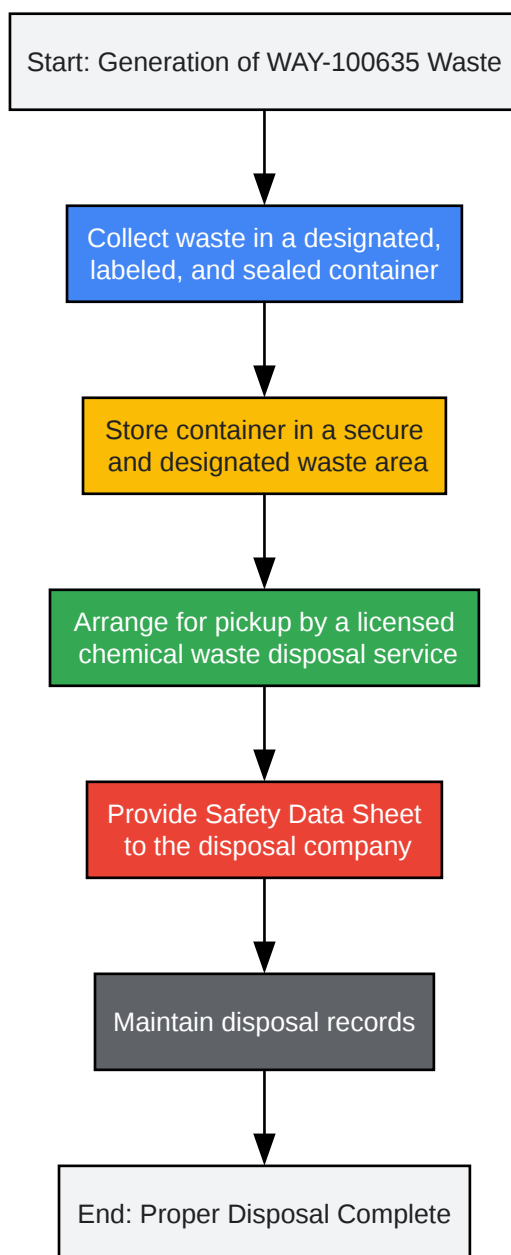 Start: Generation of WAY-100635 Waste
Collect waste in a designated,
labeled, and sealed container
Store container in a secure
and designated waste area
Arrange for pickup by a licensed
chemical waste disposal service
Provide Safety Data Sheet
to the disposal company
Maintain disposal records
End: Proper Disposal Complete